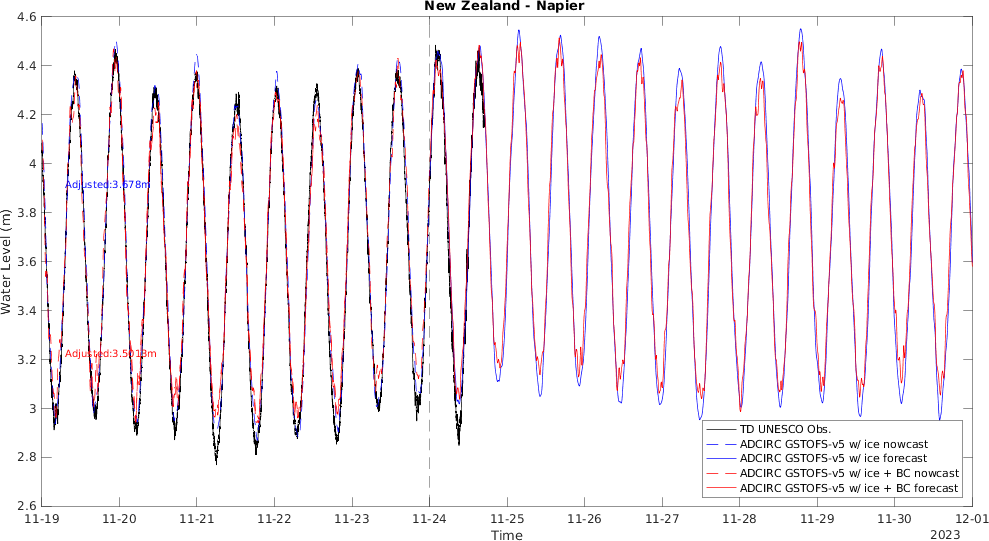 New Zealand - Napier
4.6
4.4
4.2
4
3.8
3.6
3.4
3.2
3
2.8
2.6
Water Level (m)
Adjusted:3.678m
Adjusted:3.5013m
TD UNESCO Obs.
ADCIRC GSTOFS-v5 w/ ice nowcast
ADCIRC GSTOFS-v5 w/ ice forecast
ADCIRC GSTOFS-v5 w/ ice + BC nowcast
ADCIRC GSTOFS-v5 w/ ice + BC forecast
11-19 11-20 11-21 11-22 11-23 11-24 11-25 11-26 11-27 11-28 11-29 11-30 12-01
Time
2023